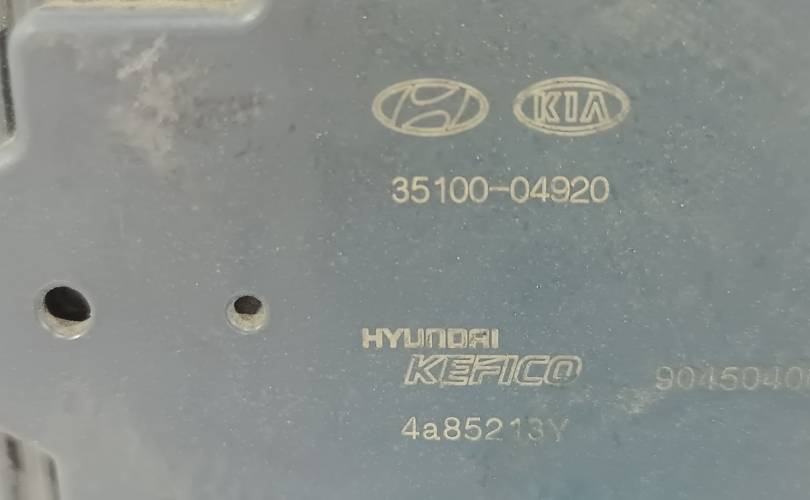 KIA
35100-04920
HYUNDAI
KEFICO
4a85213Y